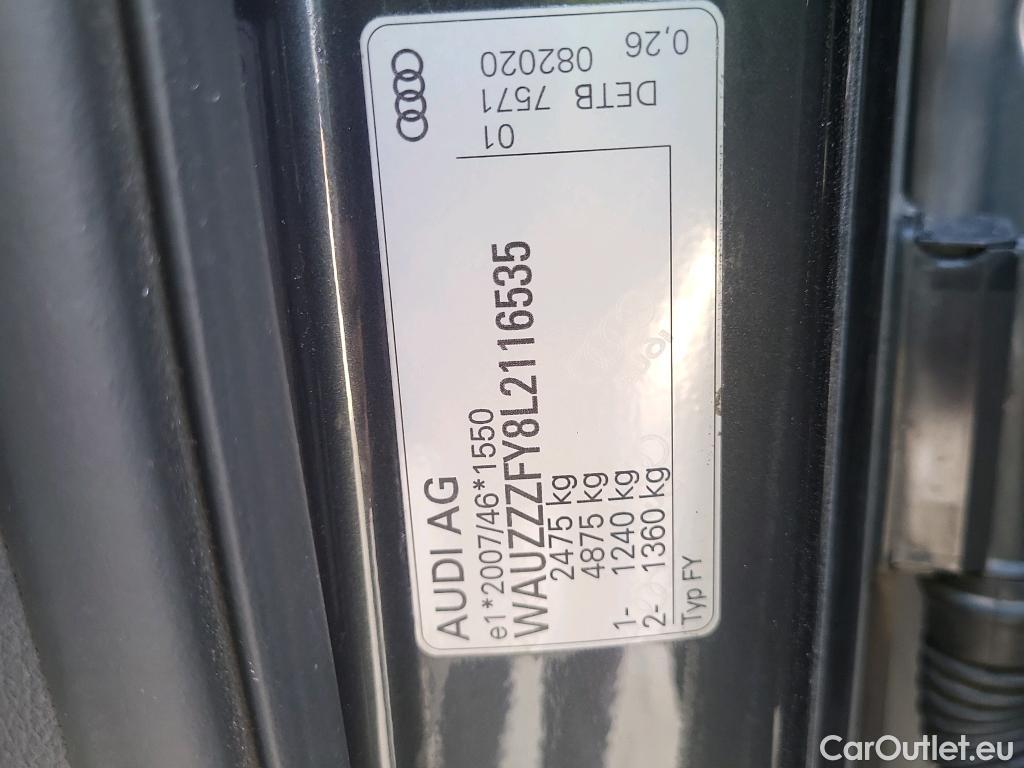 AUDI AG
e1*2007/46*1550
WAUZZZFY8L2116535
2475 kg
4875 kg
1- 1240 kg
2- 1360 kg
Typ FY
01
7571 082020
DETB 0,26
CarOutlet.eu